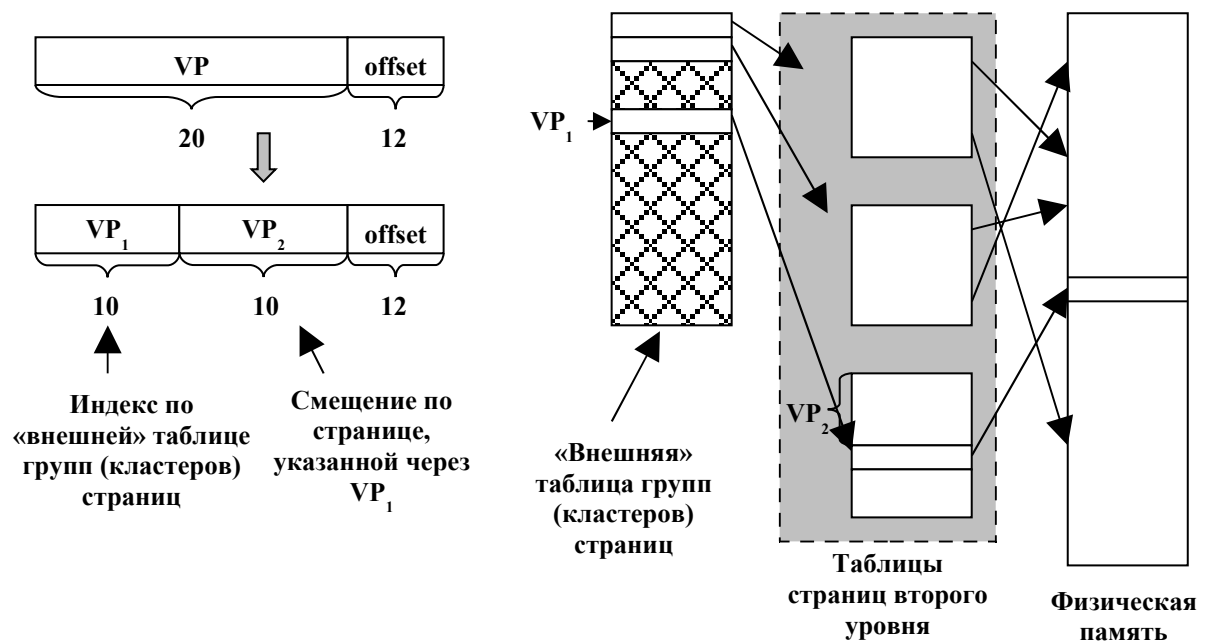 VP offset
20 12
VP1 VP2 offset
10 10 12
Индекс по
«внешней» таблице
групп (кластеров)
страниц
Смещение по
странице,
указанной через
VP1
VP1
«Внешняя»
таблица групп
(кластеров)
страниц
VP2
Таблицы
страниц второго
уровня
Физическая
память